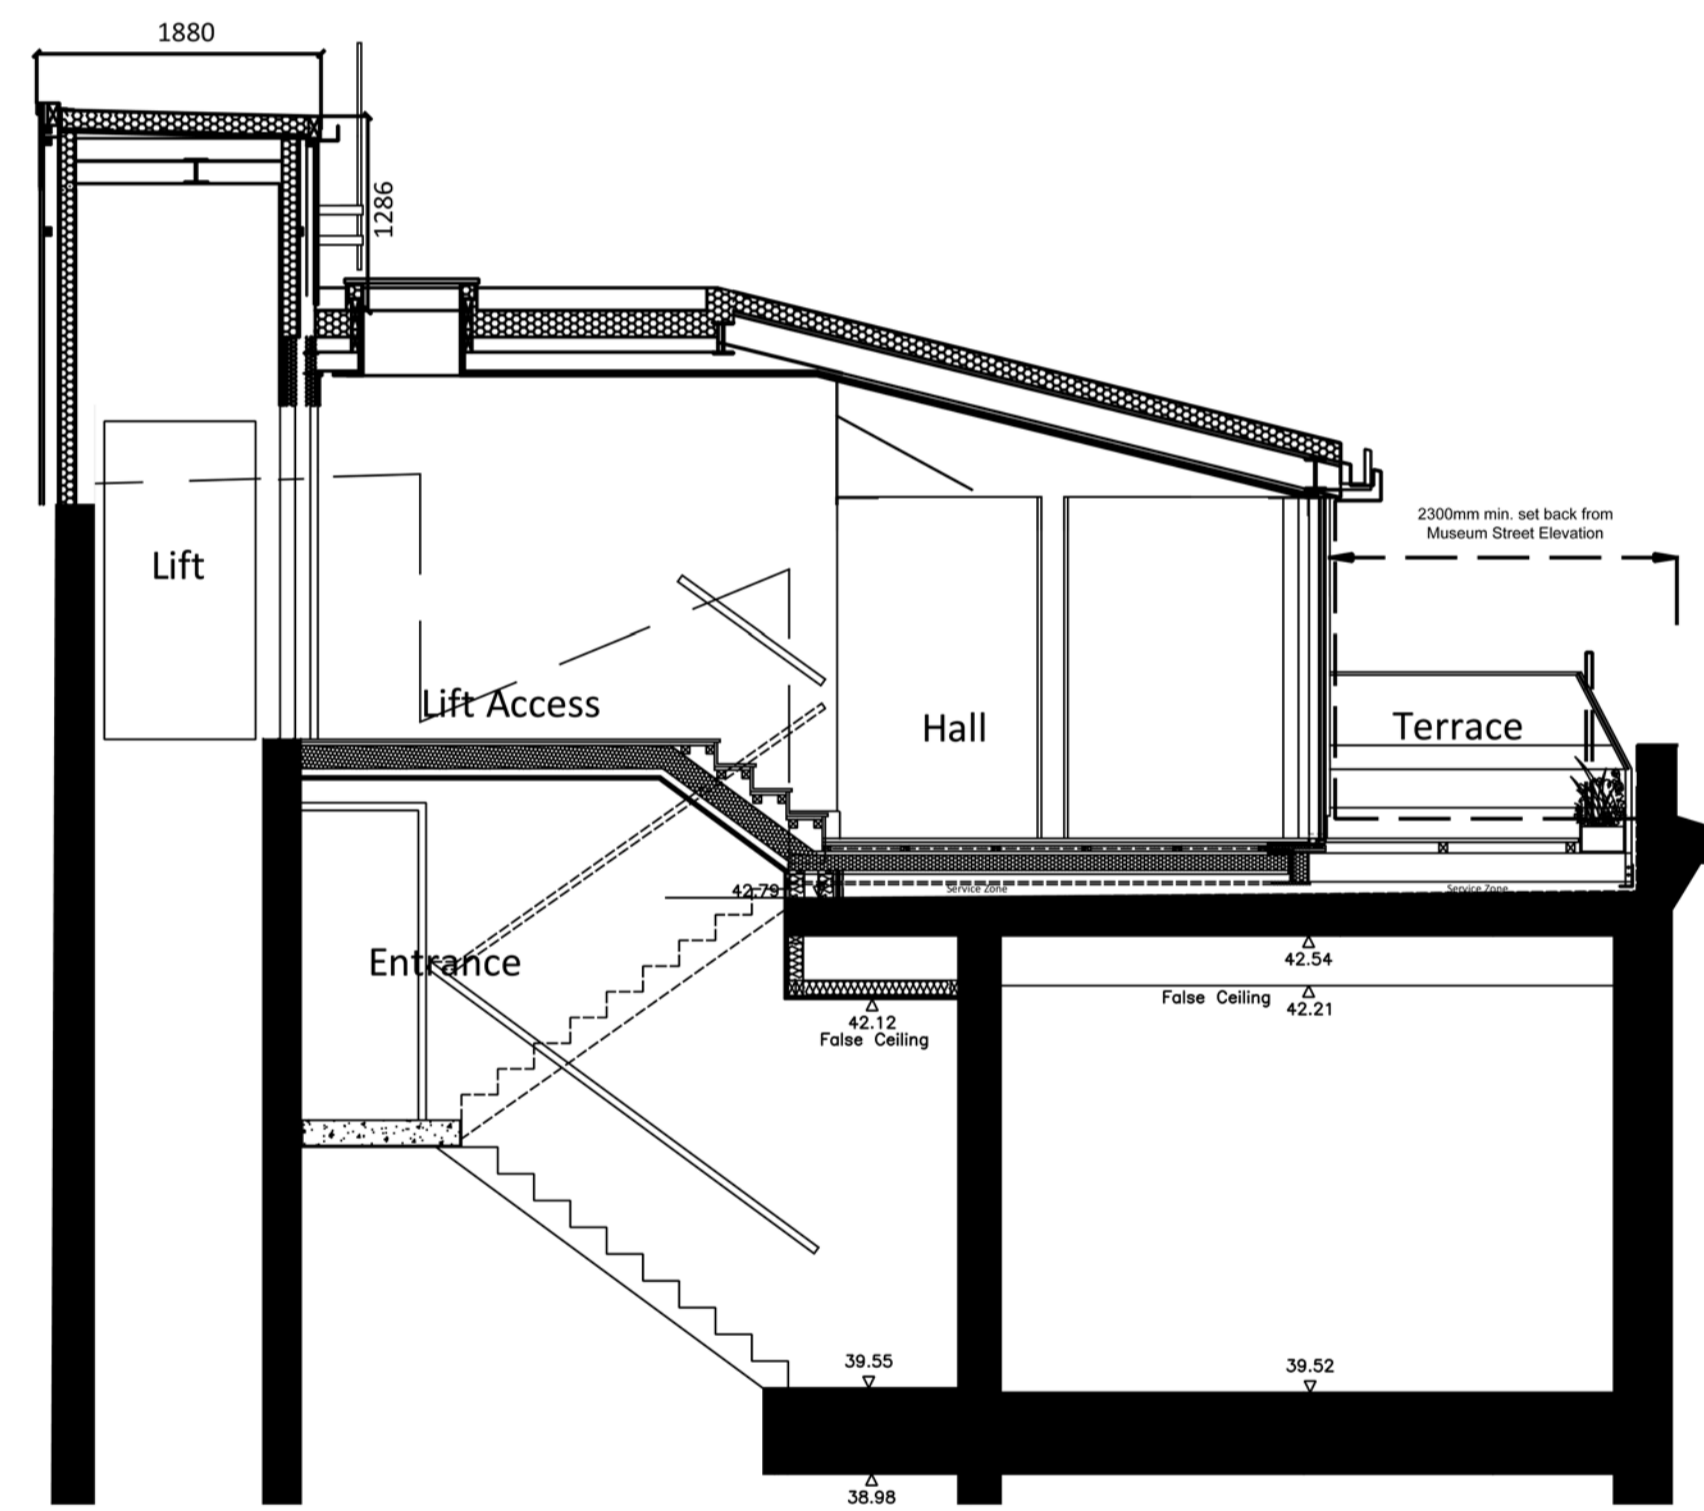 1880
1286
2300mm min. set back from
Museum Street Elevation
Lift
Lift Access
Hall
Terrace
42.79
Service Zone
Service Zone
Entrance
42.54
False Ceiling
42.21
42.12
False Ceiling
39.55
39.52
38.98